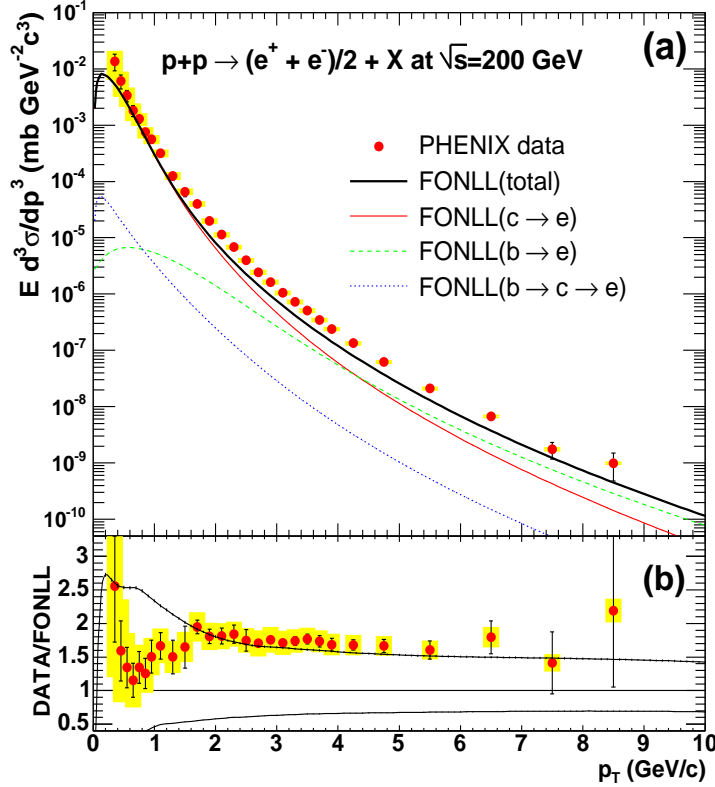 (a)
p+p → (e⁺ + e⁻)/2 + X at √s=200 GeV
PHENIX data
FONLL(total)
FONLL(c → e)
FONLL(b → e)
FONLL(b → c → e)
E d³σ/dp³ (mb GeV⁻²c³)
10⁻¹
10⁻²
10⁻³
10⁻⁴
10⁻⁵
10⁻⁶
10⁻⁷
10⁻⁸
10⁻⁹
10⁻¹⁰
(b)
DATA/FONLL
3
2.5
2
1.5
1
0.5
0 1 2 3 4 5 6 7 8 9 10
p_T (GeV/c)